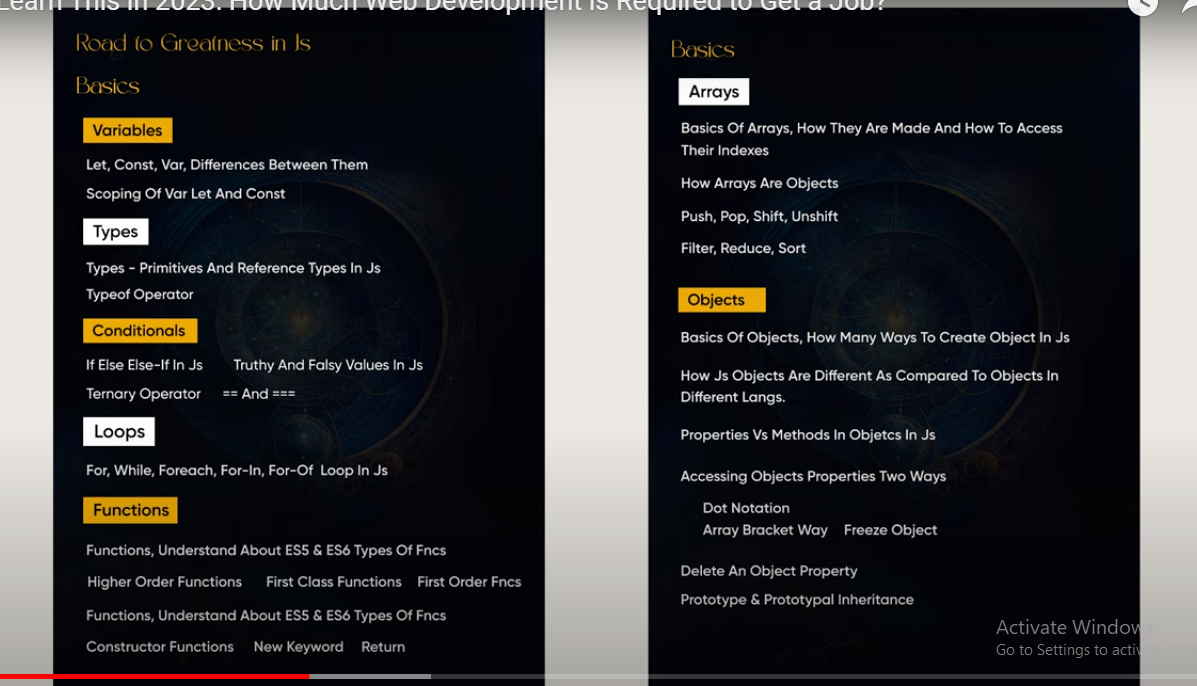 Learn This in 2023: How Much Web Development Is Required to Get a Job?
Road to Greatness in Js
Basics
Variables
Let, Const, Var, Differences Between Them
Scoping Of Var Let And Const
Types
Types - Primitives And Reference Types In Js
Typeof Operator
Conditionals
If Else Else-If In Js Truthy And Falsy Values In Js
Ternary Operator == And ===
Loops
For, While, Foreach, For-In, For-Of Loop In Js
Functions
Functions, Understand About ES5 & ES6 Types Of Fncs
Higher Order Functions First Class Functions First Order Fncs
Functions, Understand About ES5 & ES6 Types Of Fncs
Constructor Functions New Keyword Return
Basics
Arrays
Basics Of Arrays, How They Are Made And How To Access
Their Indexes
How Arrays Are Objects
Push, Pop, Shift, Unshift
Filter, Reduce, Sort
Objects
Basics Of Objects, How Many Ways To Create Object In Js
How Js Objects Are Different As Compared To Objects In
Different Langs.
Properties Vs Methods In Objetcs In Js
Accessing Objects Properties Two Ways
Dot Notation
Array Bracket Way Freeze Object
Delete An Object Property
Prototype & Prototypal Inheritance
Activate Windows
Go to Settings to activate